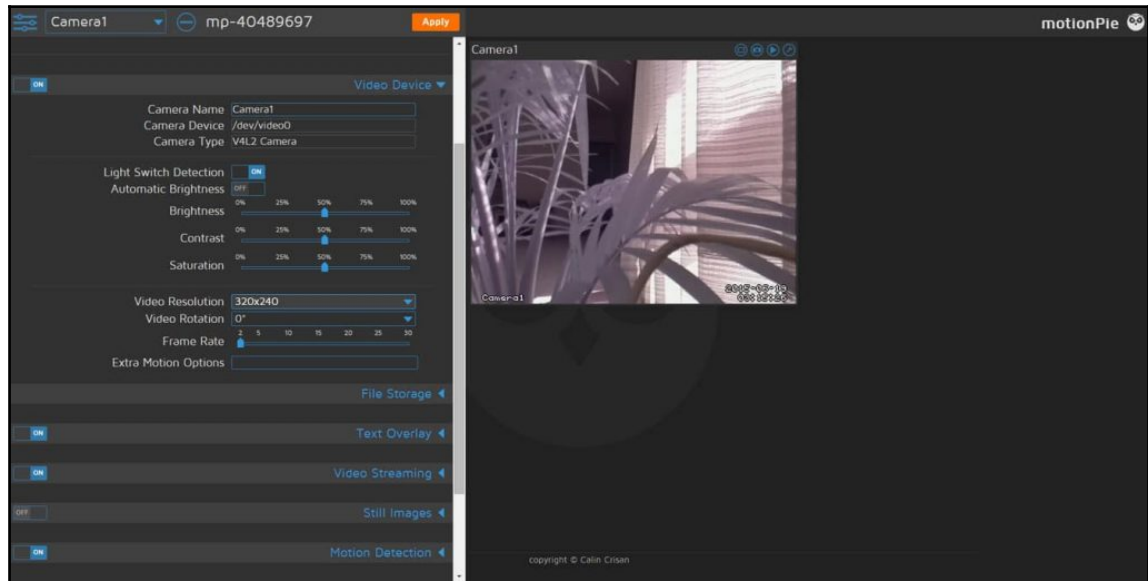 Camera1 mp-40489697 Apply
motionPie
ON Video Device
Camera Name Camera1
Camera Device /dev/video0
Camera Type V4L2 Camera
Light Switch Detection ON
Automatic Brightness OFF
0% 25% 50% 75% 100%
Brightness
0% 25% 50% 75% 100%
Contrast
0% 25% 50% 75% 100%
Saturation
Video Resolution 320x240
Video Rotation 0°
2 5 10 15 20 25 30
Frame Rate
Extra Motion Options
File Storage
ON Text Overlay
ON Video Streaming
OFF Still Images
ON Motion Detection
Camera1
Camera1
copyright © Calin Crisan